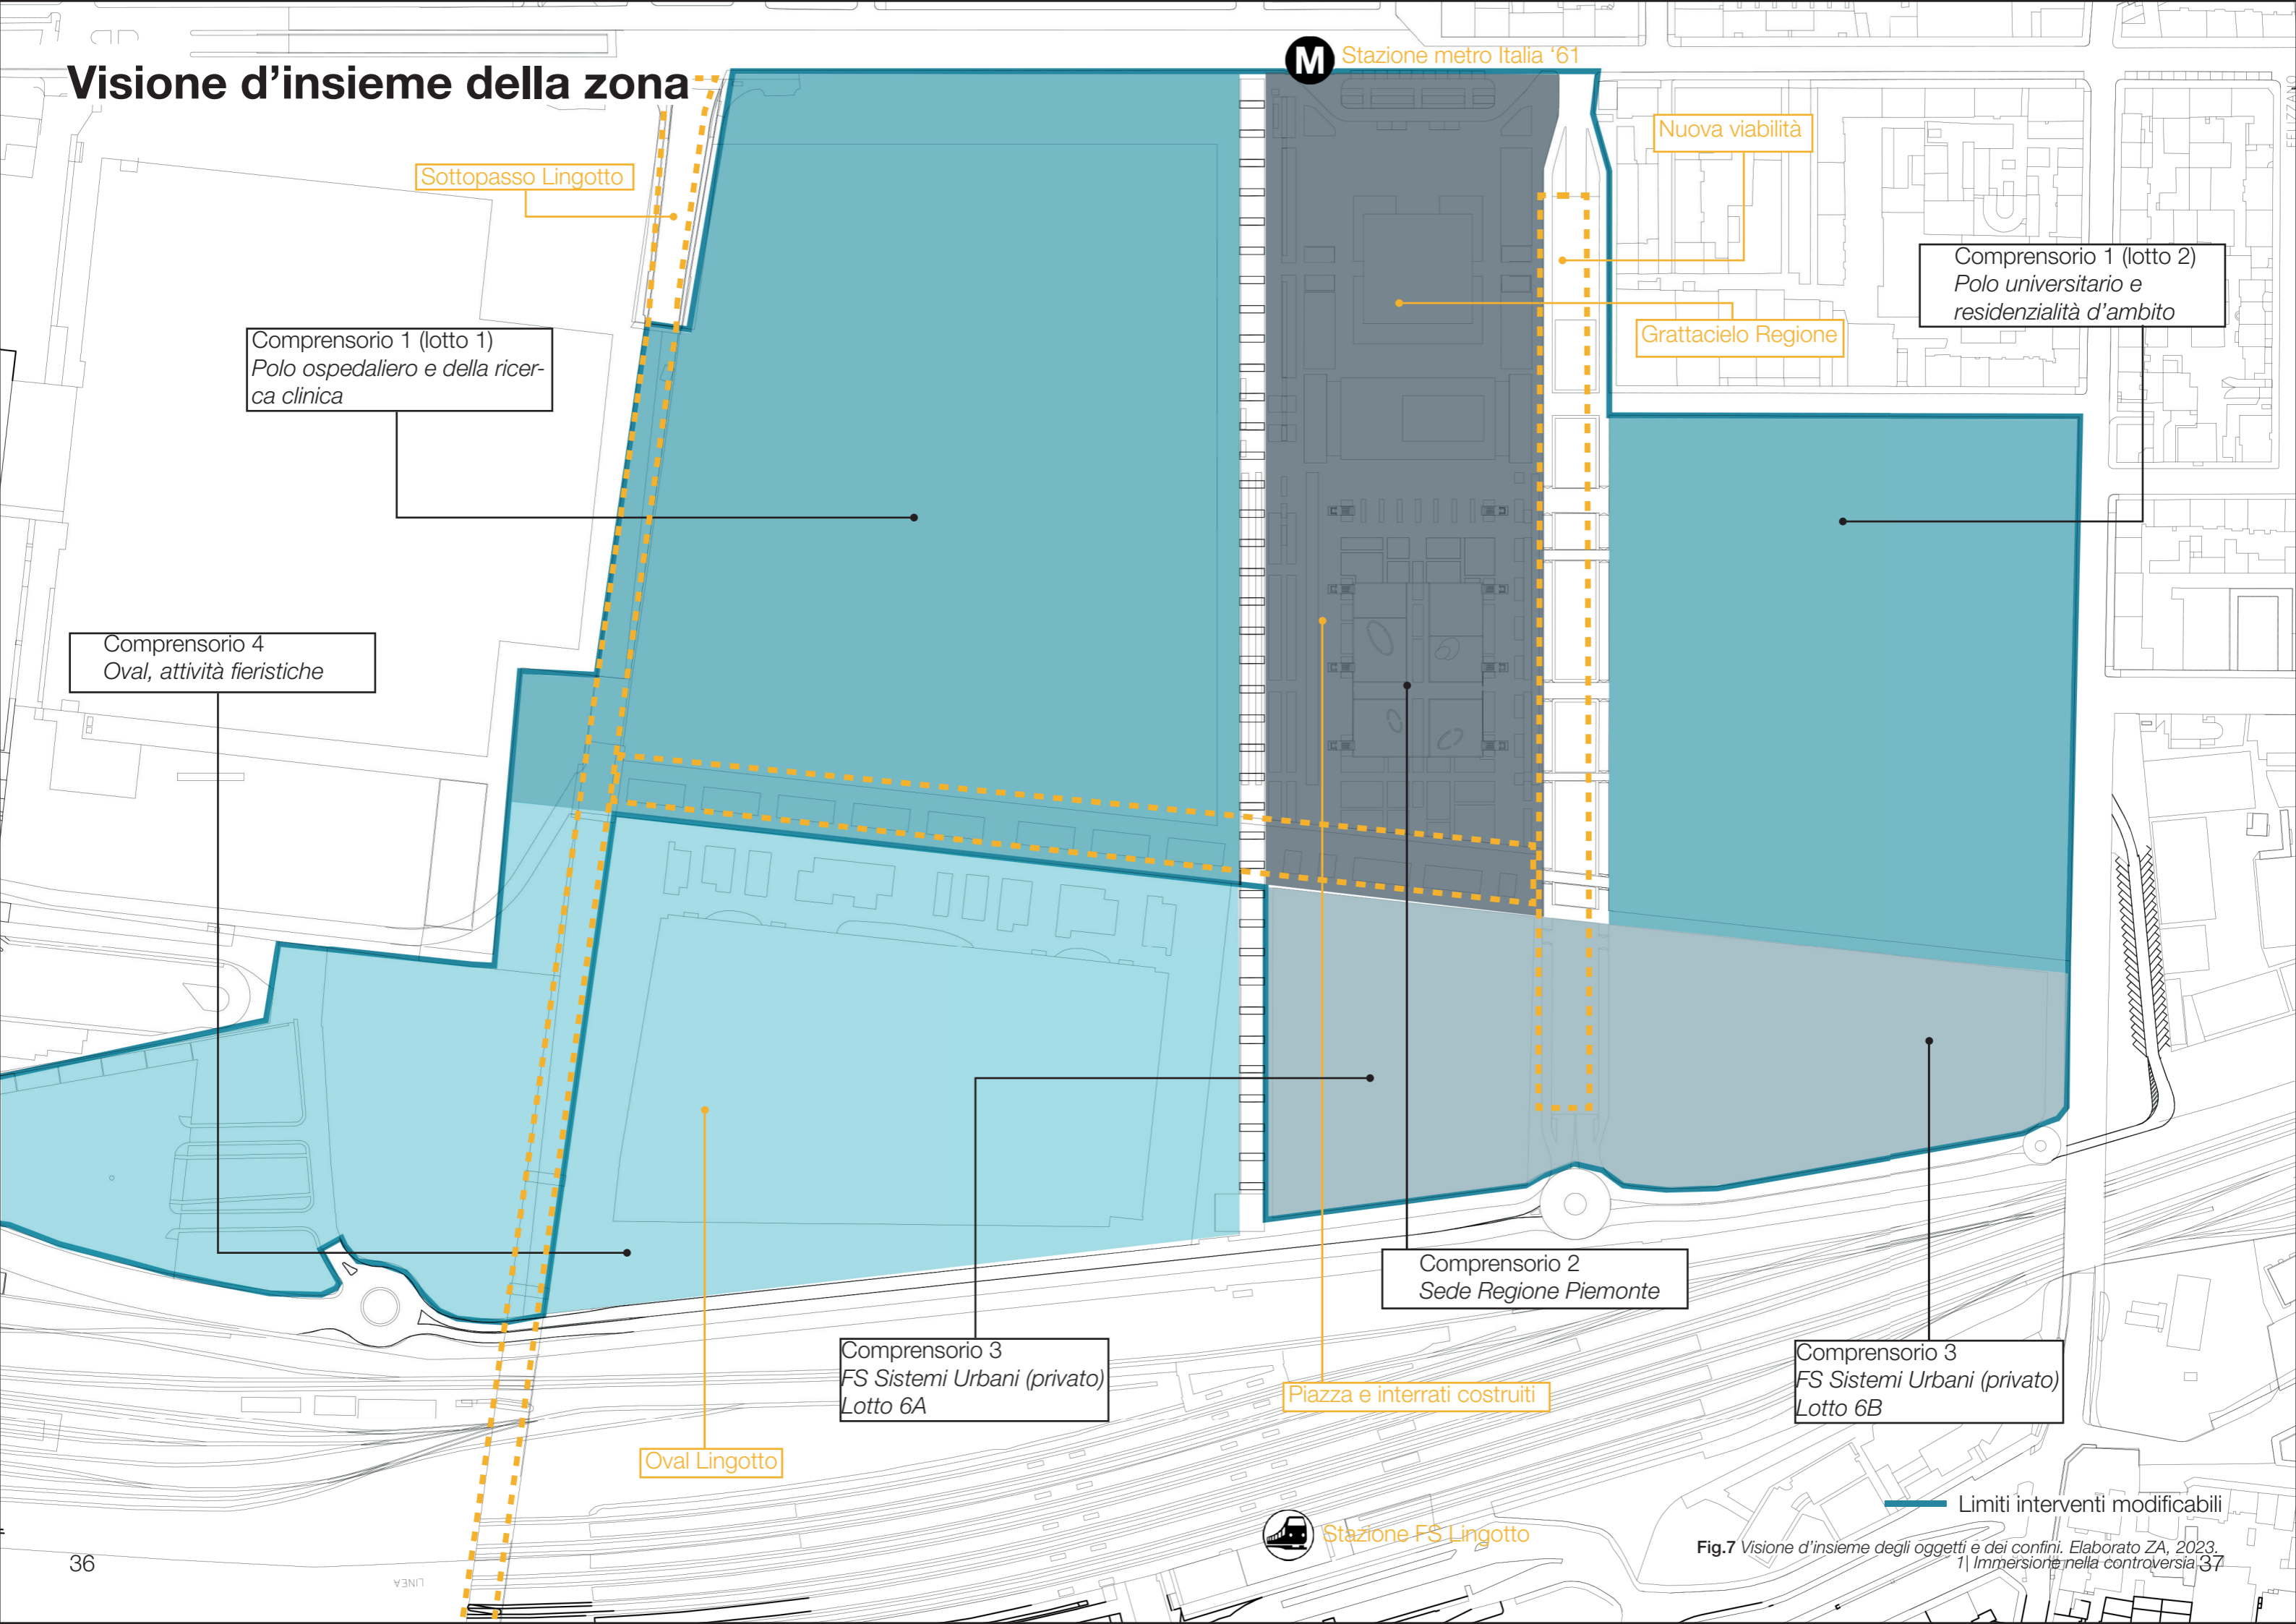 Visione d'insieme della zona
M
Stazione metro Italia '61
Nuova viabilità
Sottopasso Lingotto
Comprensorio 1 (lotto 2)
Polo universitario e
residenzialità d'ambito
Grattacielo Regione
Comprensorio 1 (lotto 1)
Polo ospedaliero e della ricer-
ca clinica
Comprensorio 4
Oval, attività fieristiche
Comprensorio 2
Sede Regione Piemonte
Comprensorio 3
FS Sistemi Urbani (privato)
Lotto 6A
Comprensorio 3
FS Sistemi Urbani (privato)
Lotto 6B
Piazza e interrati costruiti
Oval Lingotto
Stazione FS Lingotto
Limiti interventi modificabili
Fig.7 Visione d'insieme degli oggetti e dei confini. Elaborato ZA, 2023.
1| Immersione nella controversia 37
36
LINEA